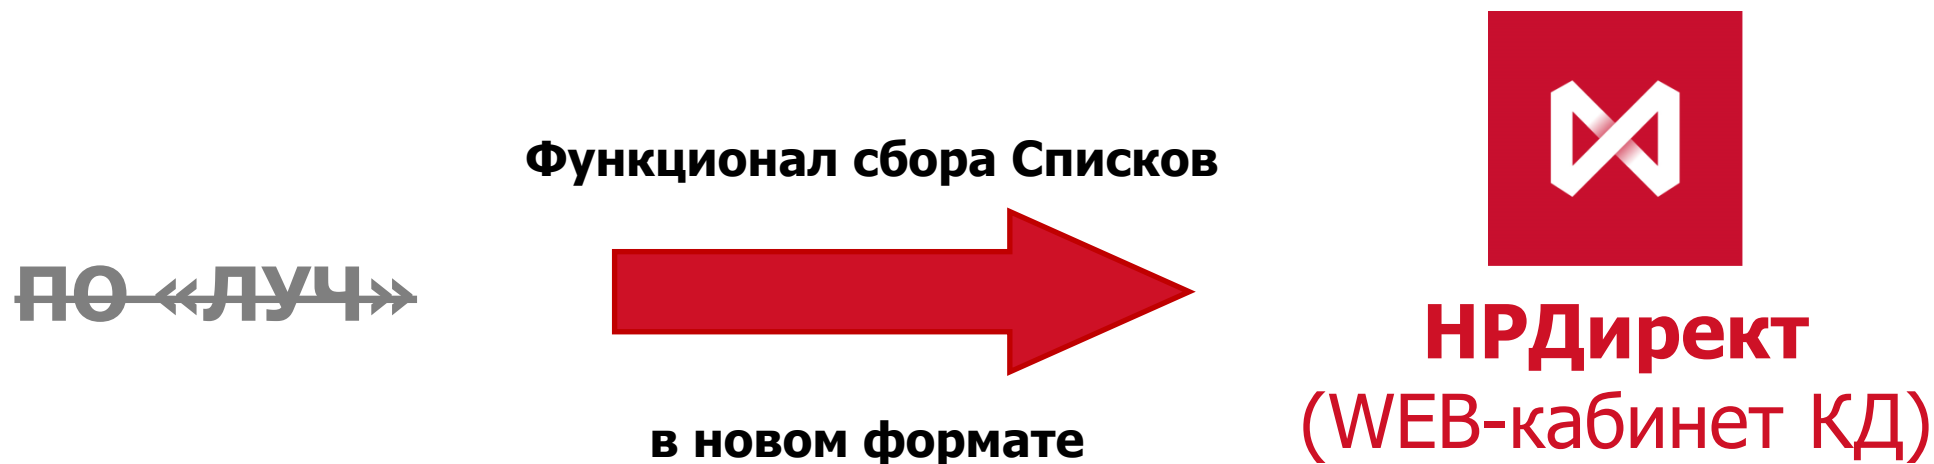 ПО «ЛУЧ»
Функционал сбора Списков
в новом формате
НРДирект
(WEB-кабинет КД)